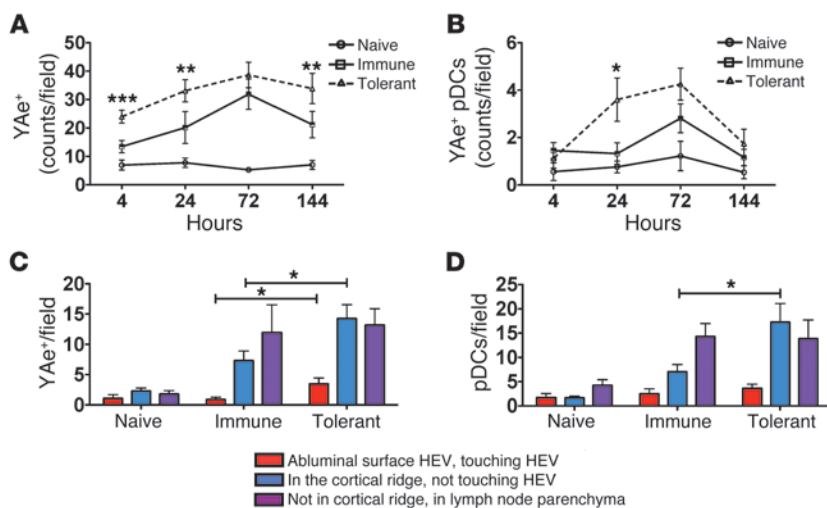 A
YAe+
(counts/field)
50
40
30
20
10
0
***
**
**
Naive
Immune
Tolerant
4
24
72
144
Hours
B
YAe+ pDCs
(counts/field)
6
4
2
0
*
Naive
Immune
Tolerant
4
24
72
144
Hours
C
YAe+/field
20
15
10
5
0
*
*
Naive
Immune
Tolerant
D
pDCs/field
25
20
15
10
5
0
*
Naive
Immune
Tolerant
Abluminal surface HEV, touching HEV
In the cortical ridge, not touching HEV
Not in cortical ridge, in lymph node parenchyma